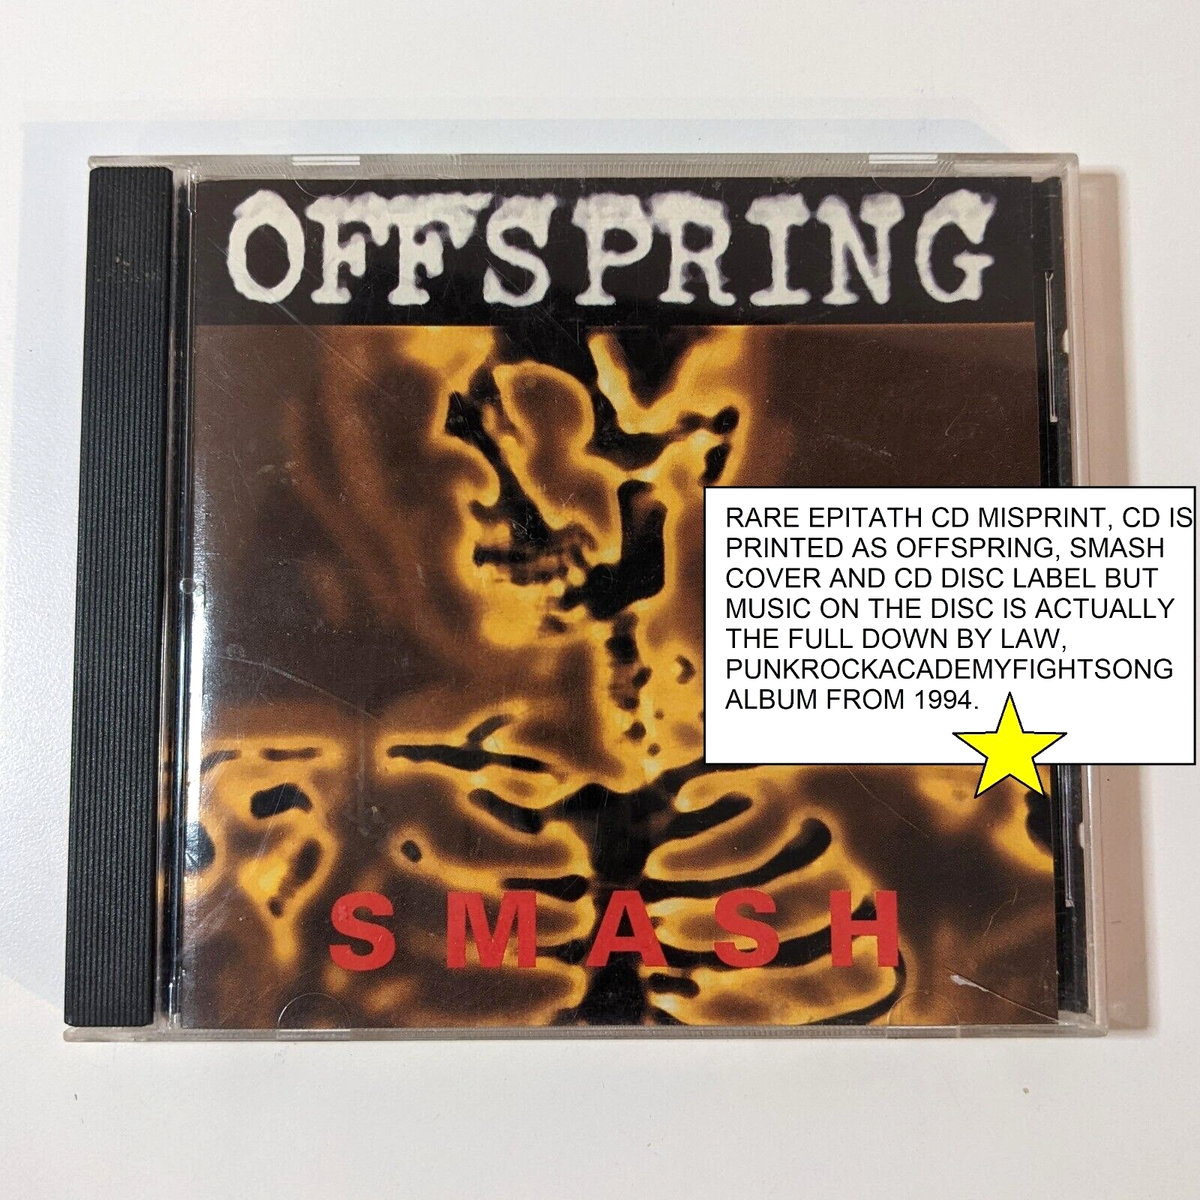 OFFSPRING
RARE EPITATH CD MISPRINT, CD IS
PRINTED AS OFFSPRING, SMASH
COVER AND CD DISC LABEL BUT
MUSIC ON THE DISC IS ACTUALLY
THE FULL DOWN BY LAW,
PUNKROCKACADEMYFIGHTSONG
ALBUM FROM 1994.
SMASH